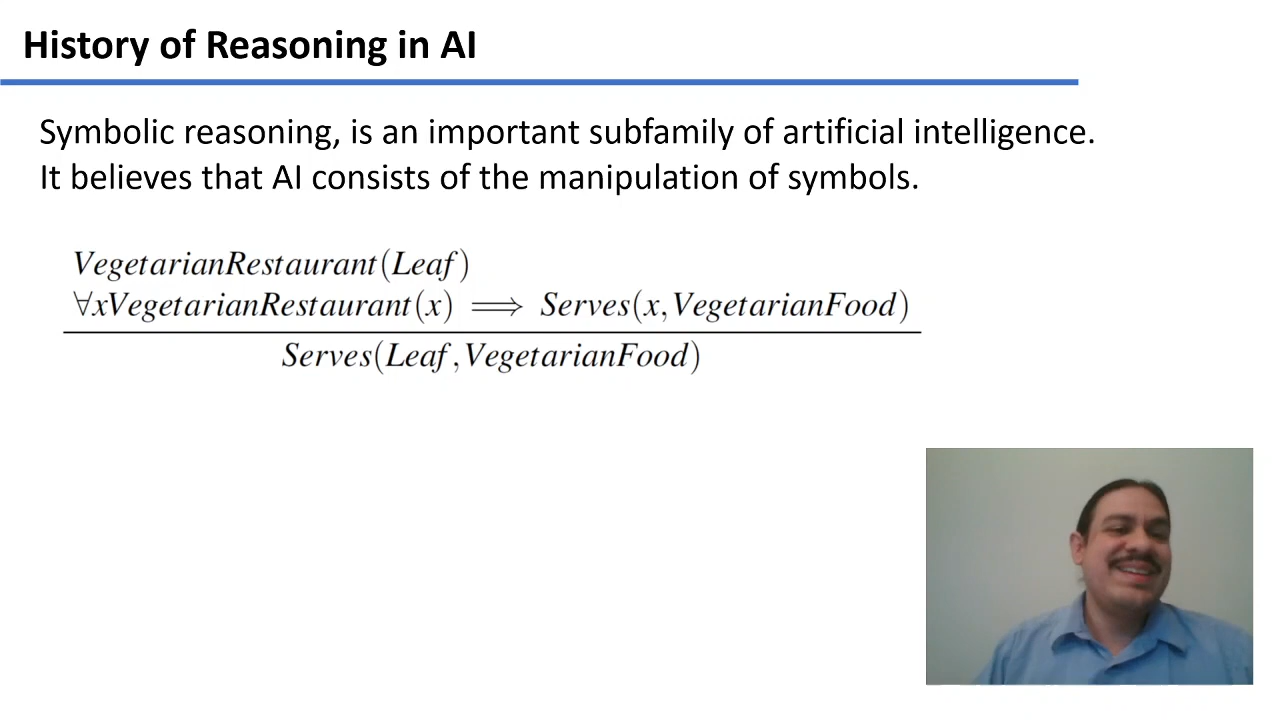 History of Reasoning in AI
Symbolic reasoning, is an important subfamily of artificial intelligence.
It believes that AI consists of the manipulation of symbols.
VegetarianRestaurant(Leaf)
∀xVegetarianRestaurant(x) ⟹ Serves(x,VegetarianFood)
Serves(Leaf,VegetarianFood)